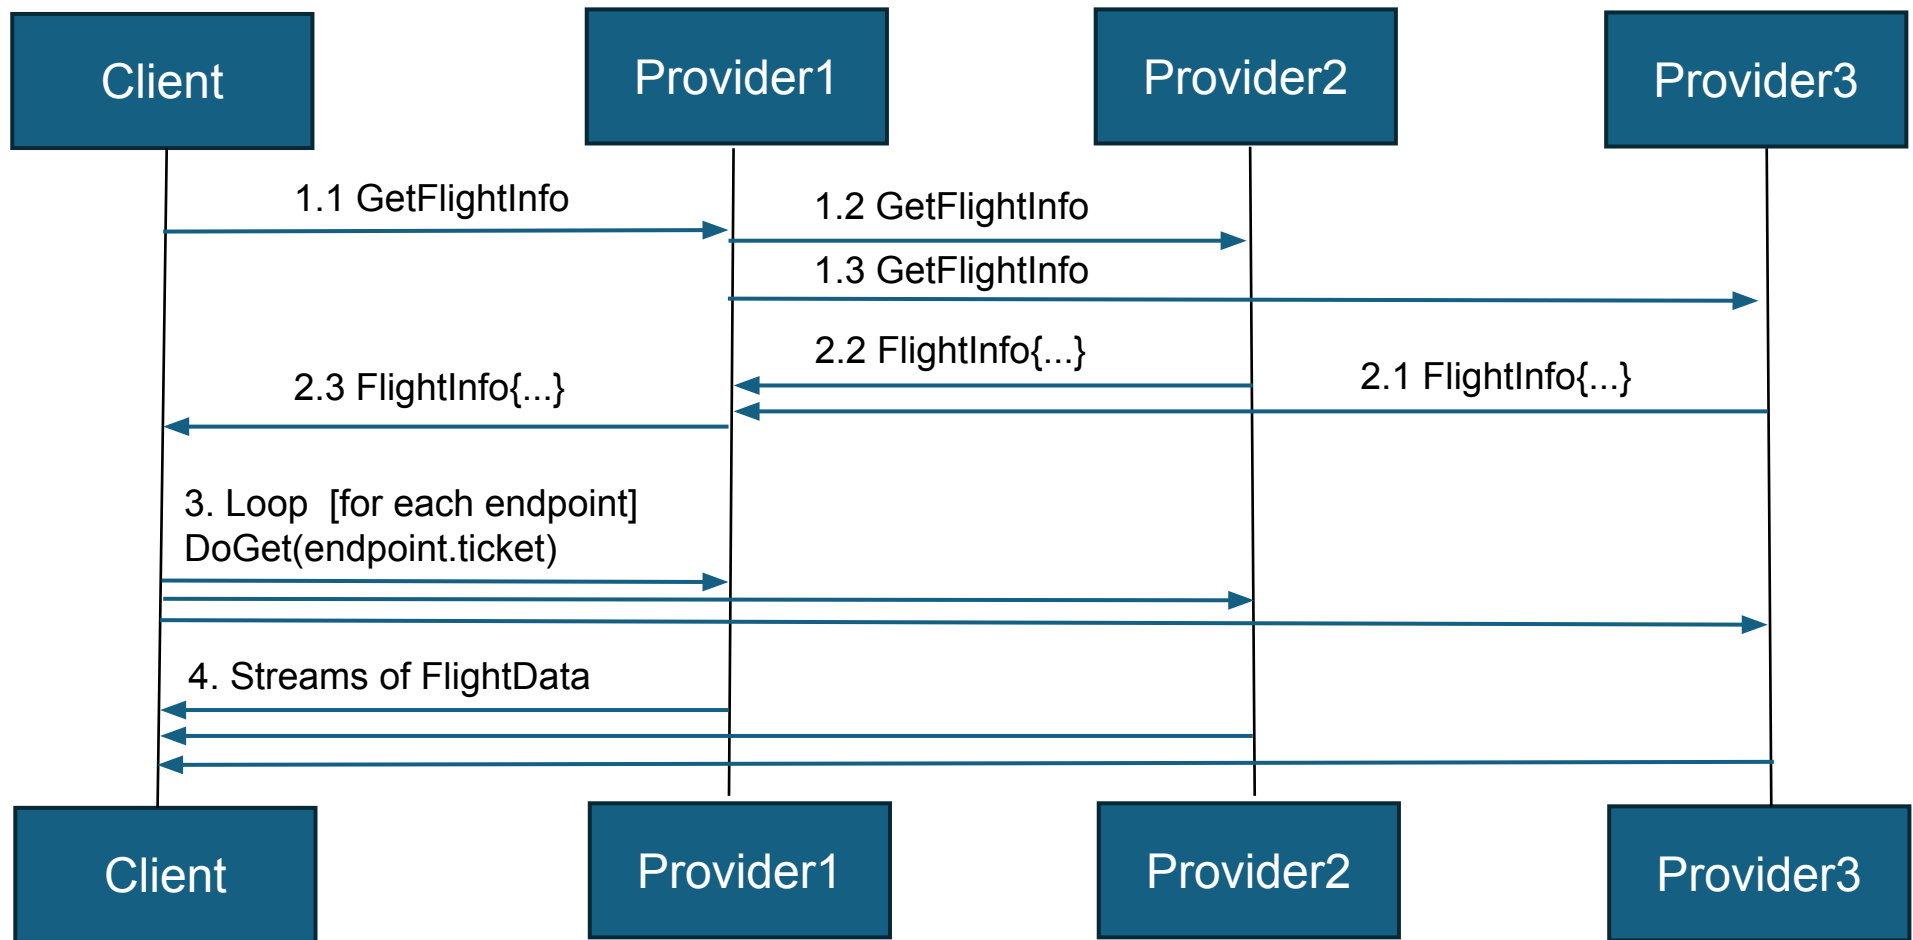 Client
Provider1
Provider2
Provider3
1.1 GetFlightInfo
1.2 GetFlightInfo
1.3 GetFlightInfo
2.2 FlightInfo{...}
2.1 FlightInfo{...}
2.3 FlightInfo{...}
3. Loop  [for each endpoint]
DoGet(endpoint.ticket)
4. Streams of FlightData
Client
Provider1
Provider2
Provider3